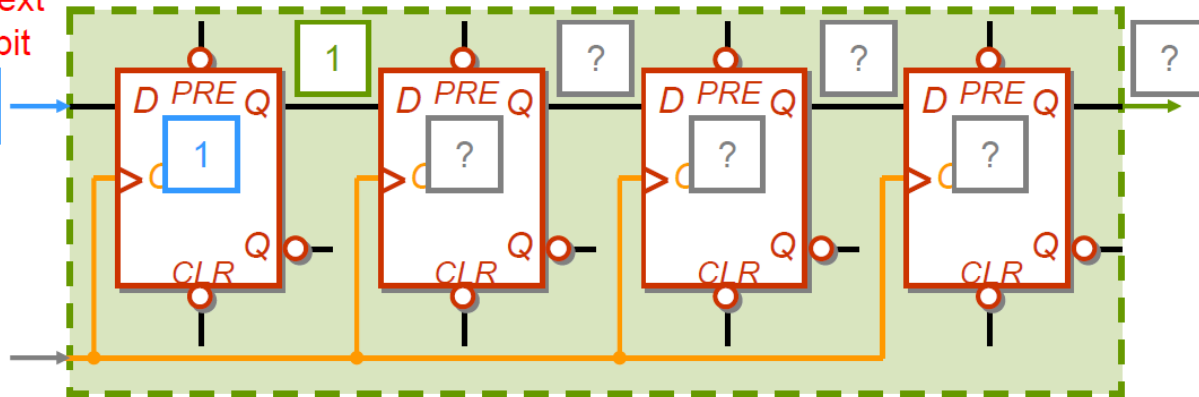 ext
bit
1 ? ? ?
D PRE Q D PRE Q D PRE Q D PRE Q
1 ? ? ?
C C C C
Q Q Q Q
CLR CLR CLR CLR